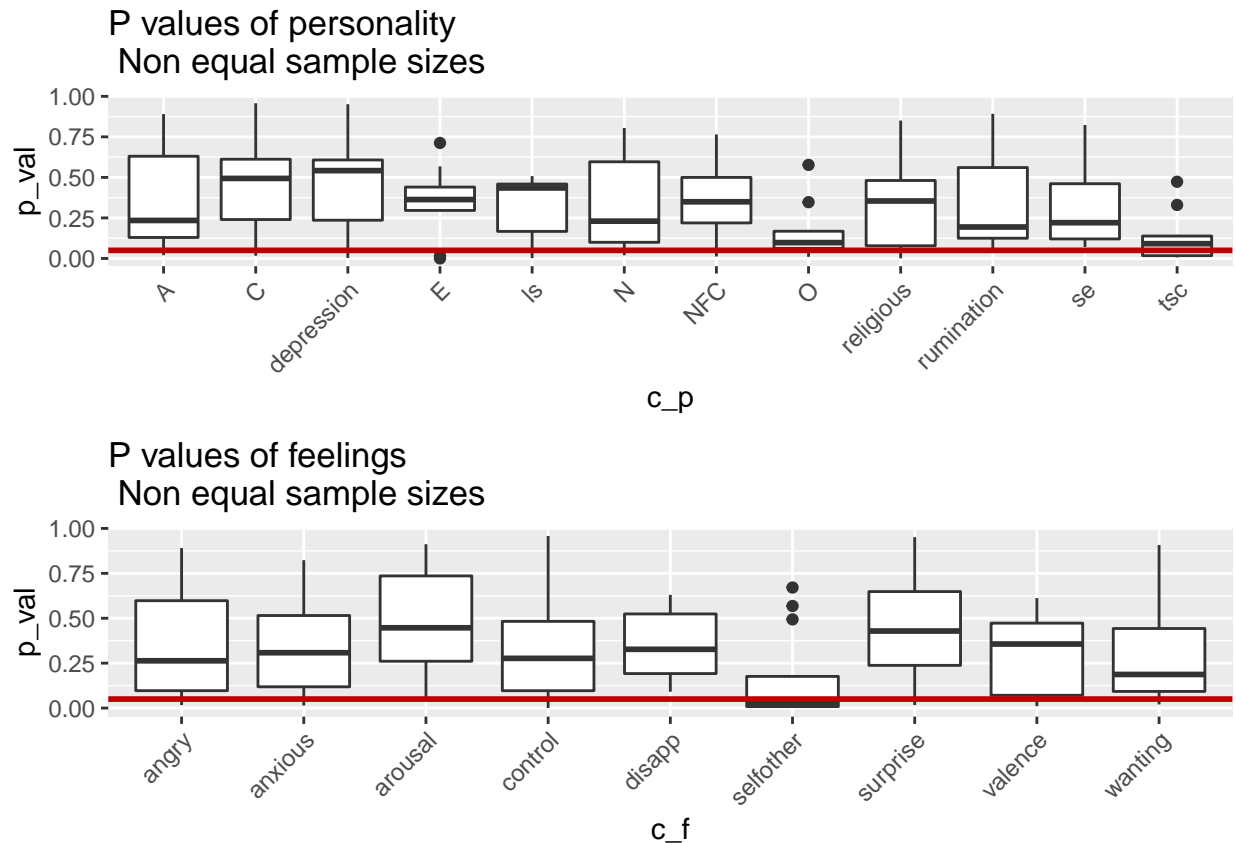 P values of personality
Non equal sample sizes
1.00
0.75
0.50
0.25
0.00
p_val
A
C
depression
E
ls
N
NFC
O
religious
rumination
se
tsc
c_p
P values of feelings
Non equal sample sizes
1.00
0.75
0.50
0.25
0.00
p_val
angry
anxious
arousal
control
disapp
selfother
surprise
valence
wanting
c_f